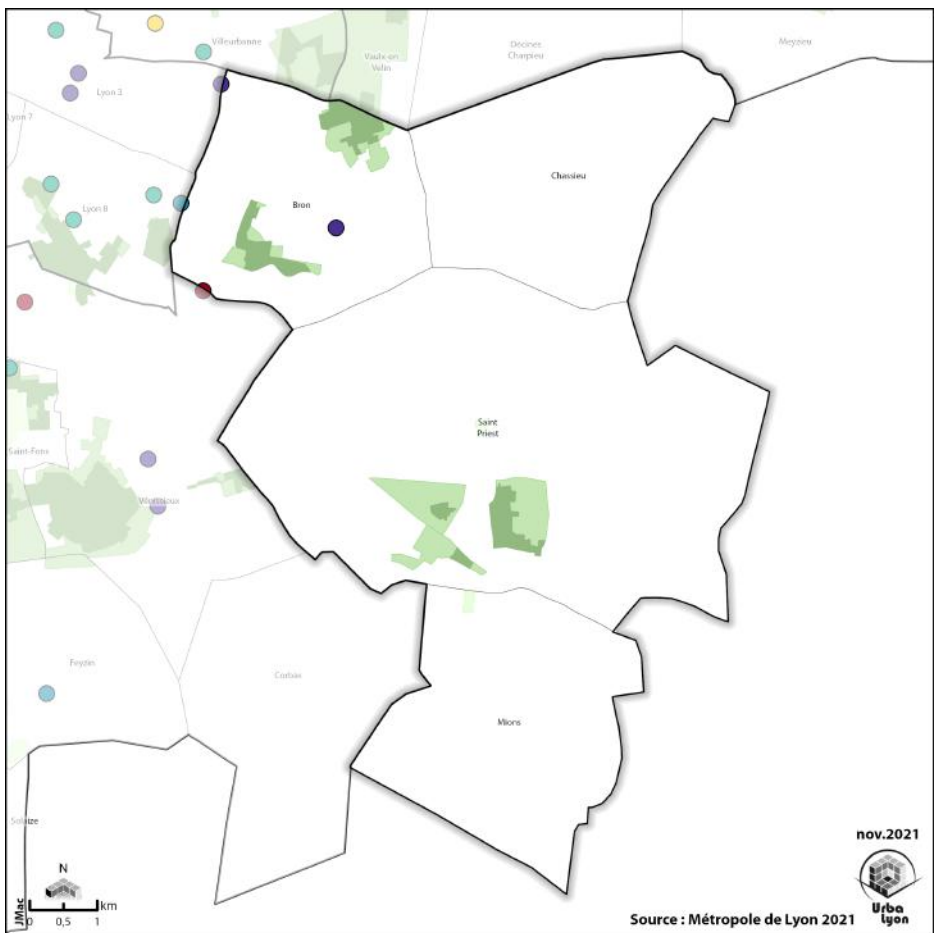 Villeurbanne
Vaulx en
Velin
Décines
Charpieu
Meyzieu
Lyon 3
Lyon 7
Chassieu
Bron
Lyon 8
Saint
Priest
Saint-Fons
Vénissieux
Feyzin
Corbas
Mions
Solaize
nov.2021
N
JMac
0 0,5 1 km
Source : Métropole de Lyon 2021
Urba
Lyon